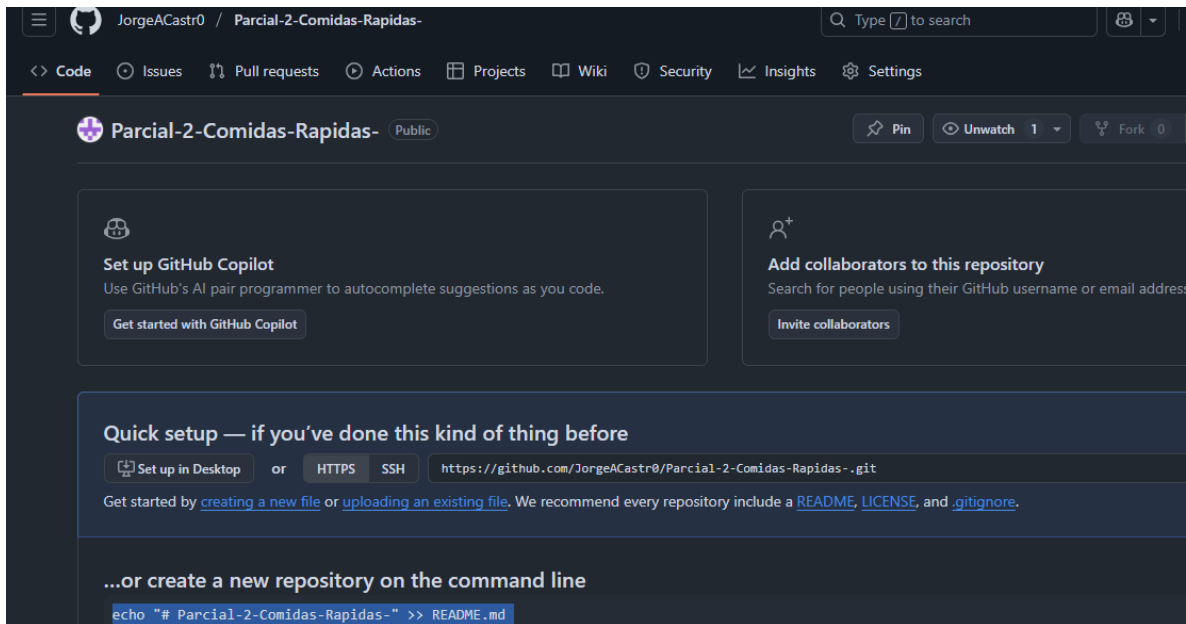 JorgeACastr0 / Parcial-2-Comidas-Rapidas-
Type / to search
Code Issues Pull requests Actions Projects Wiki Security Insights Settings
Parcial-2-Comidas-Rapidas- Public
Pin Unwatch 1 Fork 0
Set up GitHub Copilot
Use GitHub's AI pair programmer to autocomplete suggestions as you code.
Get started with GitHub Copilot
Add collaborators to this repository
Search for people using their GitHub username or email address
Invite collaborators
Quick setup — if you've done this kind of thing before
Set up in Desktop or HTTPS SSH https://github.com/JorgeACastr0/Parcial-2-Comidas-Rapidas-.git
Get started by creating a new file or uploading an existing file. We recommend every repository include a README, LICENSE, and .gitignore.
...or create a new repository on the command line
echo "# Parcial-2-Comidas-Rapidas-" >> README.md